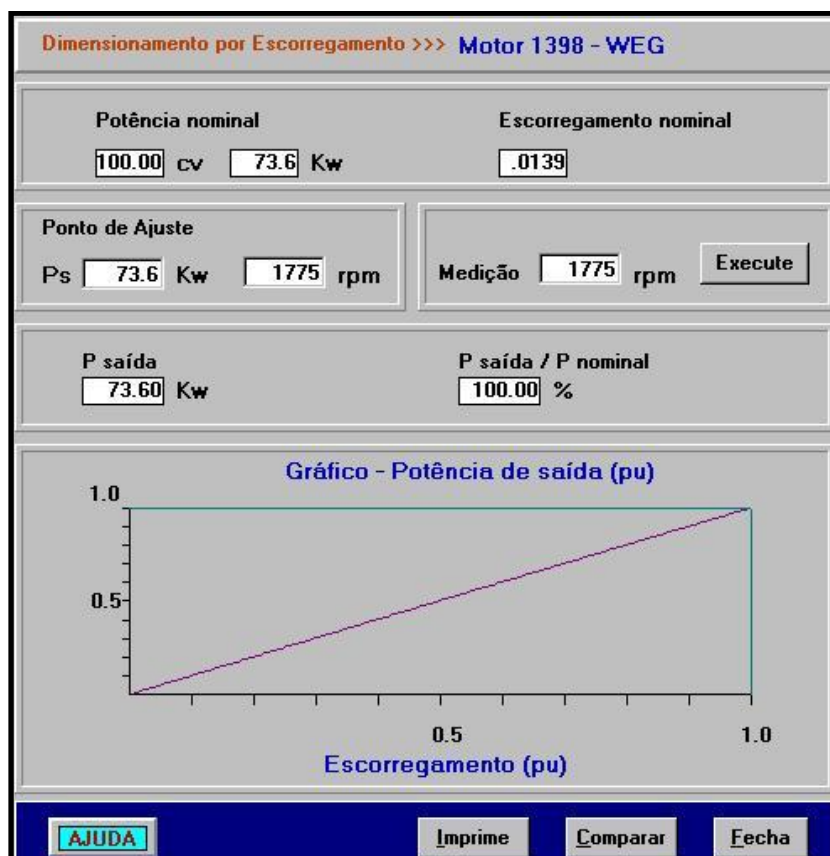 Dimensionamento por Escorregamento >>> Motor 1398 - WEG
Potência nominal Escorregamento nominal
100.00 cv 73.6 Kw .0139
Ponto de Ajuste
Ps 73.6 Kw 1775 rpm
Medição 1775 rpm Execute
P saída P saída / P nominal
73.60 Kw 100.00 %
Gráfico - Potência de saída (pu)
1.0
0.5
0.5 1.0
Escorregamento (pu)
AJUDA Imprime Comparar Fecha